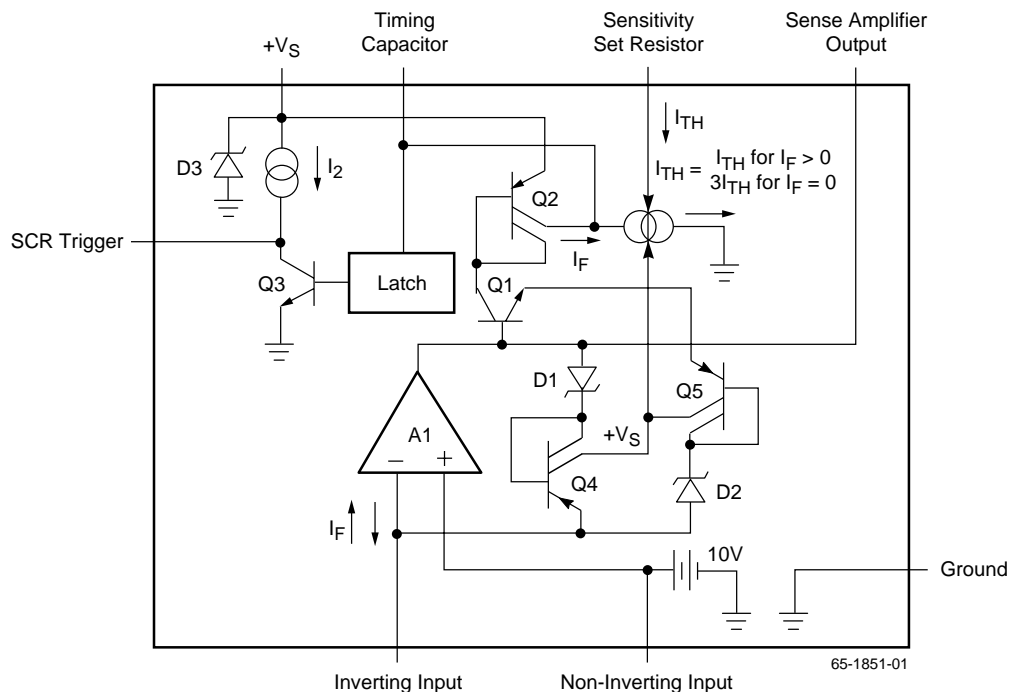 Timing
Capacitor
Sensitivity
Set Resistor
Sense Amplifier
Output
+VS
ITH
D3
I2
ITH = ITH for IF > 0
3ITH for IF = 0
Q2
SCR Trigger
IF
Q3
Latch
Q1
D1
Q5
A1
+VS
− +
Q4
D2
IF
10V
Ground
65-1851-01
Inverting Input
Non-Inverting Input